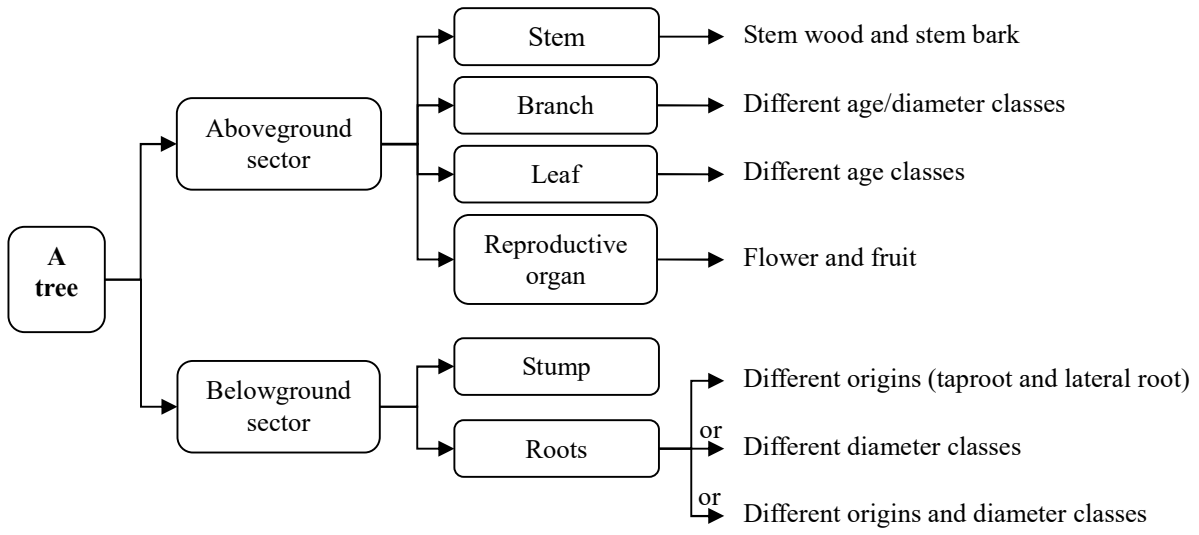 A
tree
Aboveground
sector
Stem
Stem wood and stem bark
Branch
Different age/diameter classes
Leaf
Different age classes
Reproductive
organ
Flower and fruit
Belowground
sector
Stump
Roots
Different origins (taproot and lateral root)
or
Different diameter classes
or
Different origins and diameter classes